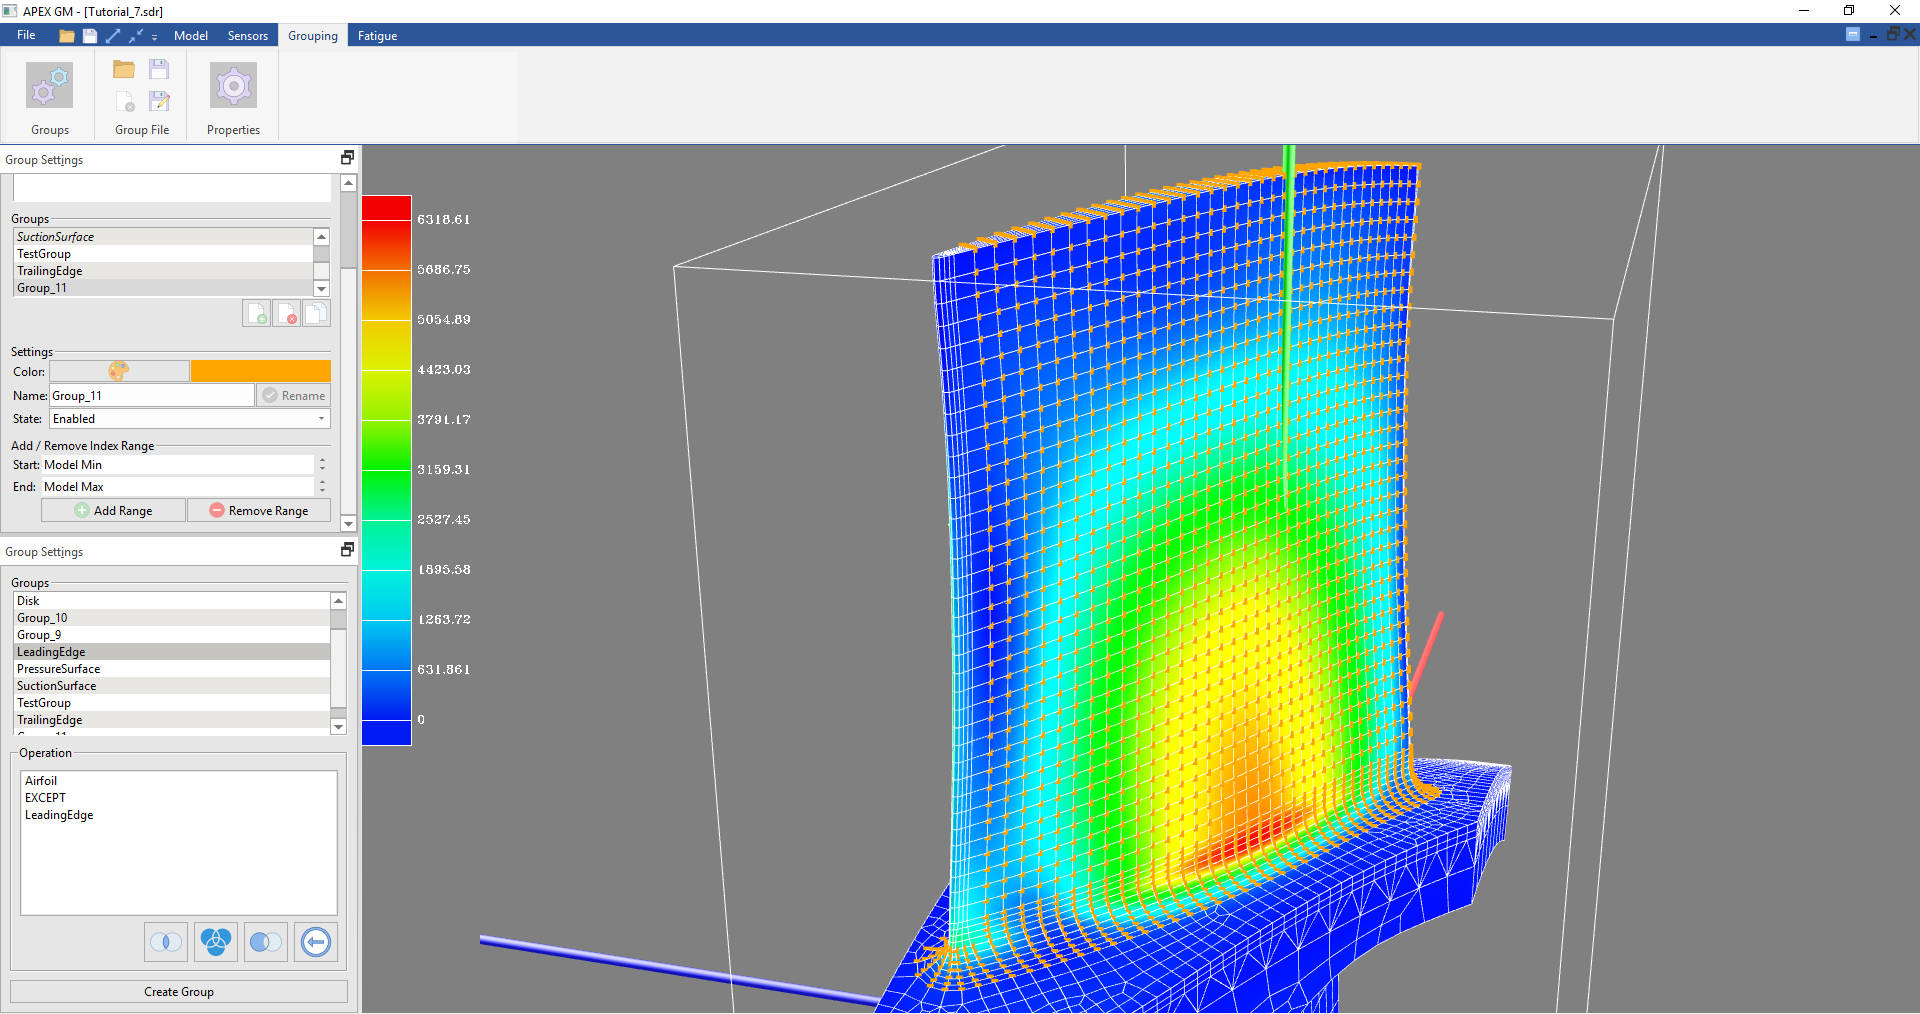 APEX GM - [Tutorial_7.sdr]
File Model Sensors Grouping Fatigue
Groups Group File Properties
Group Settings
Groups
SuctionSurface
TestGroup
TrailingEdge
Group_11
Settings
Color:
Name: Group_11 Rename
State: Enabled
Add / Remove Index Range
Start: Model Min
End: Model Max
Add Range Remove Range
Group Settings
Groups
Disk
Group_10
Group_9
LeadingEdge
PressureSurface
SuctionSurface
TestGroup
TrailingEdge
Operation
Airfoil
EXCEPT
LeadingEdge
Create Group
6318.61
5686.75
5054.89
4423.03
3791.17
3159.31
2527.45
1895.58
1263.72
631.861
0